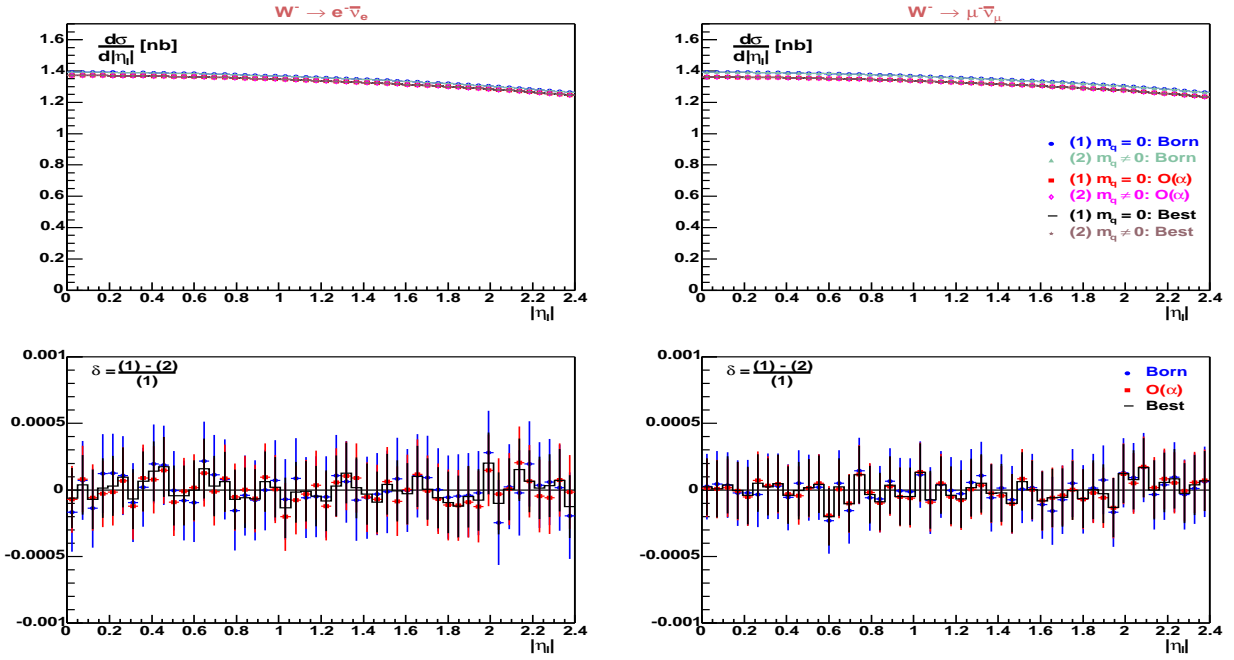 W⁻ → e⁻ν̅ₑ
dσ/d|ηₗ| [nb]
1.6
1.4
1.2
1
0.8
0.6
0.4
0.2
0
0 0.2 0.4 0.6 0.8 1 1.2 1.4 1.6 1.8 2 2.2 2.4
|ηₗ|
W⁻ → μ⁻ν̅_μ
dσ/d|ηₗ| [nb]
1.6
1.4
1.2
1
0.8
0.6
0.4
0.2
0
(1) m_q = 0: Born
(2) m_q ≠ 0: Born
(1) m_q = 0: O(α)
(2) m_q ≠ 0: O(α)
(1) m_q = 0: Best
(2) m_q ≠ 0: Best
0 0.2 0.4 0.6 0.8 1 1.2 1.4 1.6 1.8 2 2.2 2.4
|ηₗ|
0.001
δ = (1) - (2)
(1)
0.0005
0
-0.0005
-0.001
0 0.2 0.4 0.6 0.8 1 1.2 1.4 1.6 1.8 2 2.2 2.4
|ηₗ|
0.001
δ = (1) - (2)
(1)
Born
O(α)
Best
0.0005
0
-0.0005
-0.001
0 0.2 0.4 0.6 0.8 1 1.2 1.4 1.6 1.8 2 2.2 2.4
|ηₗ|